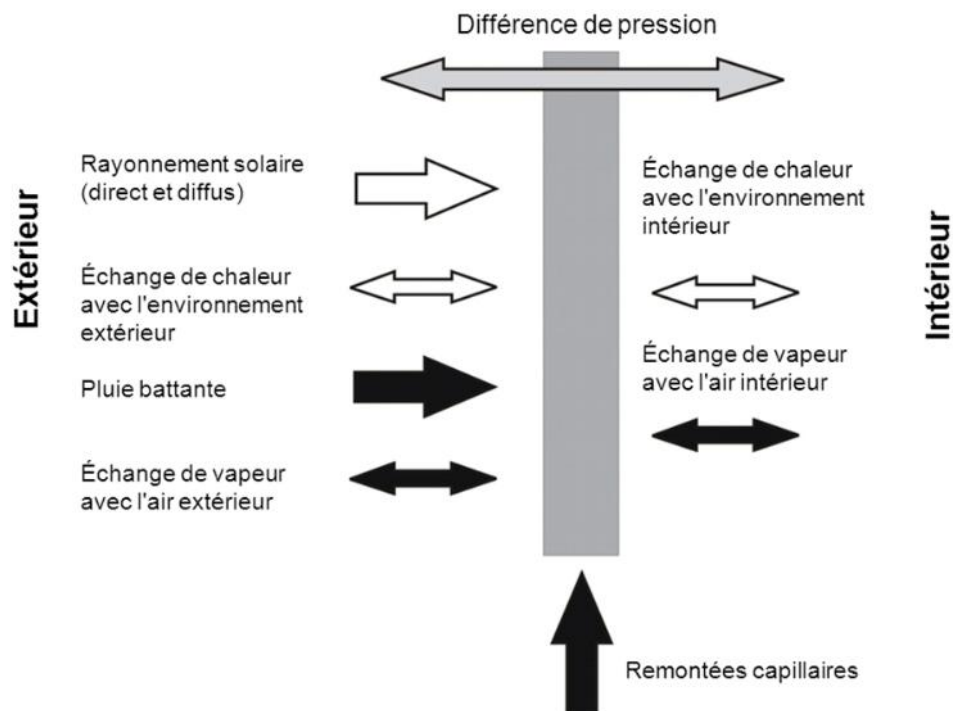 Différence de pression
Extérieur
Rayonnement solaire
(direct et diffus)
Échange de chaleur
avec l'environnement
extérieur
Pluie battante
Échange de vapeur
avec l'air extérieur
Échange de chaleur
avec l'environnement
intérieur
Échange de vapeur
avec l'air intérieur
Intérieur
Remontées capillaires